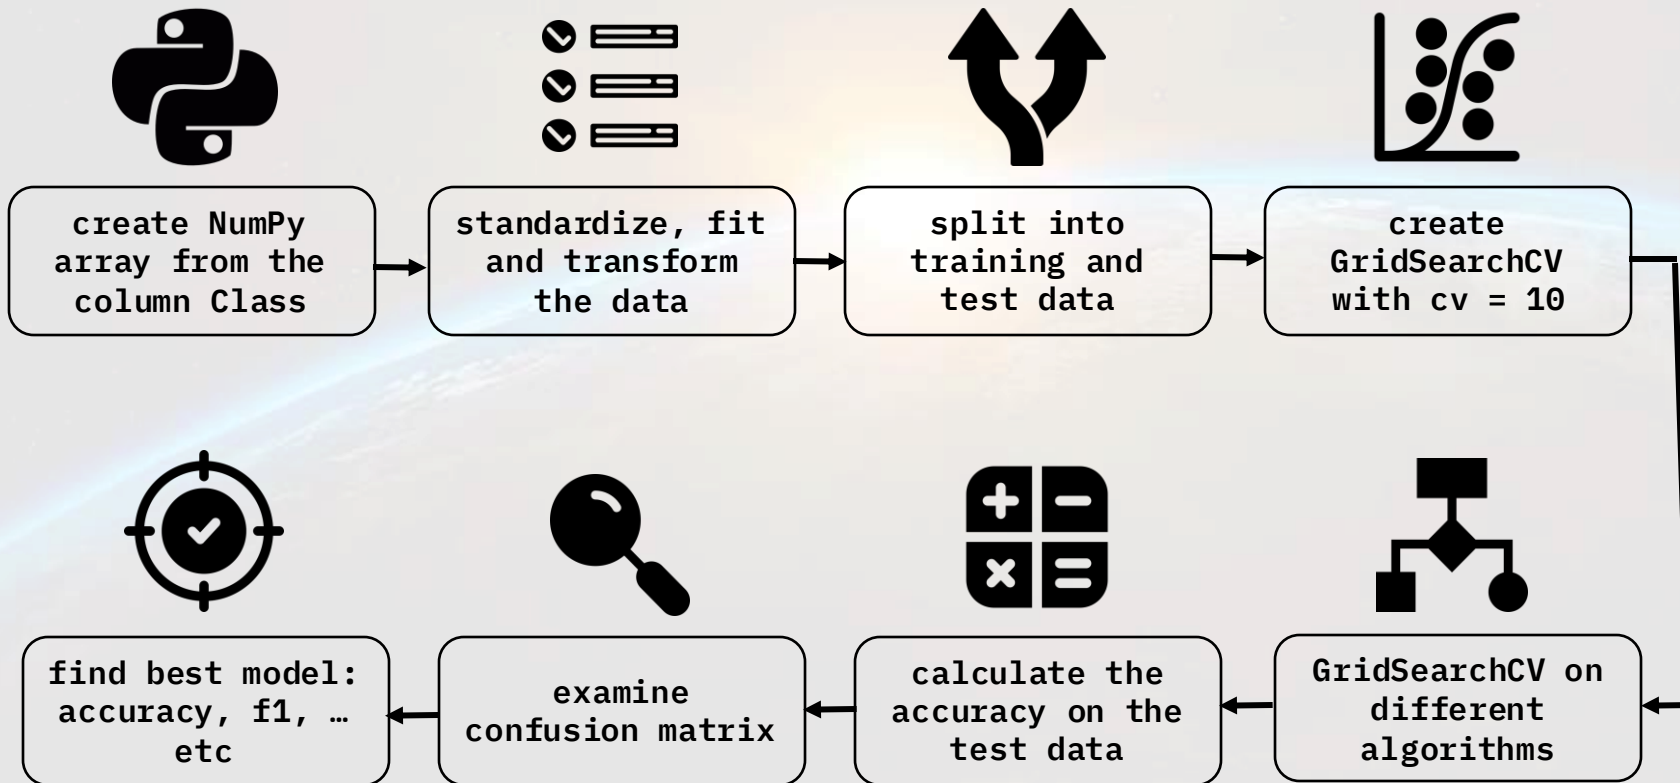 create NumPy
array from the
column Class
standardize, fit
and transform
the data
split into
training and
test data
create
GridSearchCV
with cv = 10
GridSearchCV on
different
algorithms
calculate the
accuracy on the
test data
examine
confusion matrix
find best model:
accuracy, f1, …
etc